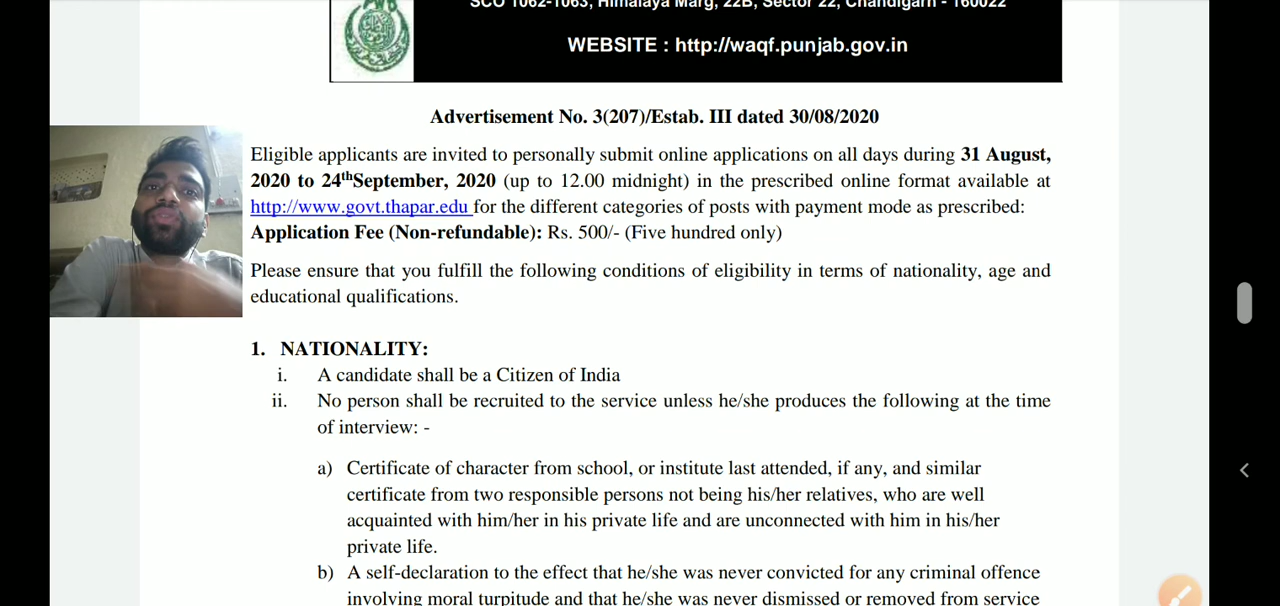 SCO 1062-1063, Himalaya Marg, 22B, Sector 22, Chandigarh - 160022
WEBSITE : http://waqf.punjab.gov.in
Advertisement No. 3(207)/Estab. III dated 30/08/2020
Eligible applicants are invited to personally submit online applications on all days during 31 August,
2020 to 24thSeptember, 2020 (up to 12.00 midnight) in the prescribed online format available at
http://www.govt.thapar.edu for the different categories of posts with payment mode as prescribed:
Application Fee (Non-refundable): Rs. 500/- (Five hundred only)
Please ensure that you fulfill the following conditions of eligibility in terms of nationality, age and
educational qualifications.
1. NATIONALITY:
i. A candidate shall be a Citizen of India
ii. No person shall be recruited to the service unless he/she produces the following at the time
of interview: -
a) Certificate of character from school, or institute last attended, if any, and similar
certificate from two responsible persons not being his/her relatives, who are well
acquainted with him/her in his private life and are unconnected with him in his/her
private life.
b) A self-declaration to the effect that he/she was never convicted for any criminal offence
involving moral turpitude and that he/she was never dismissed or removed from service